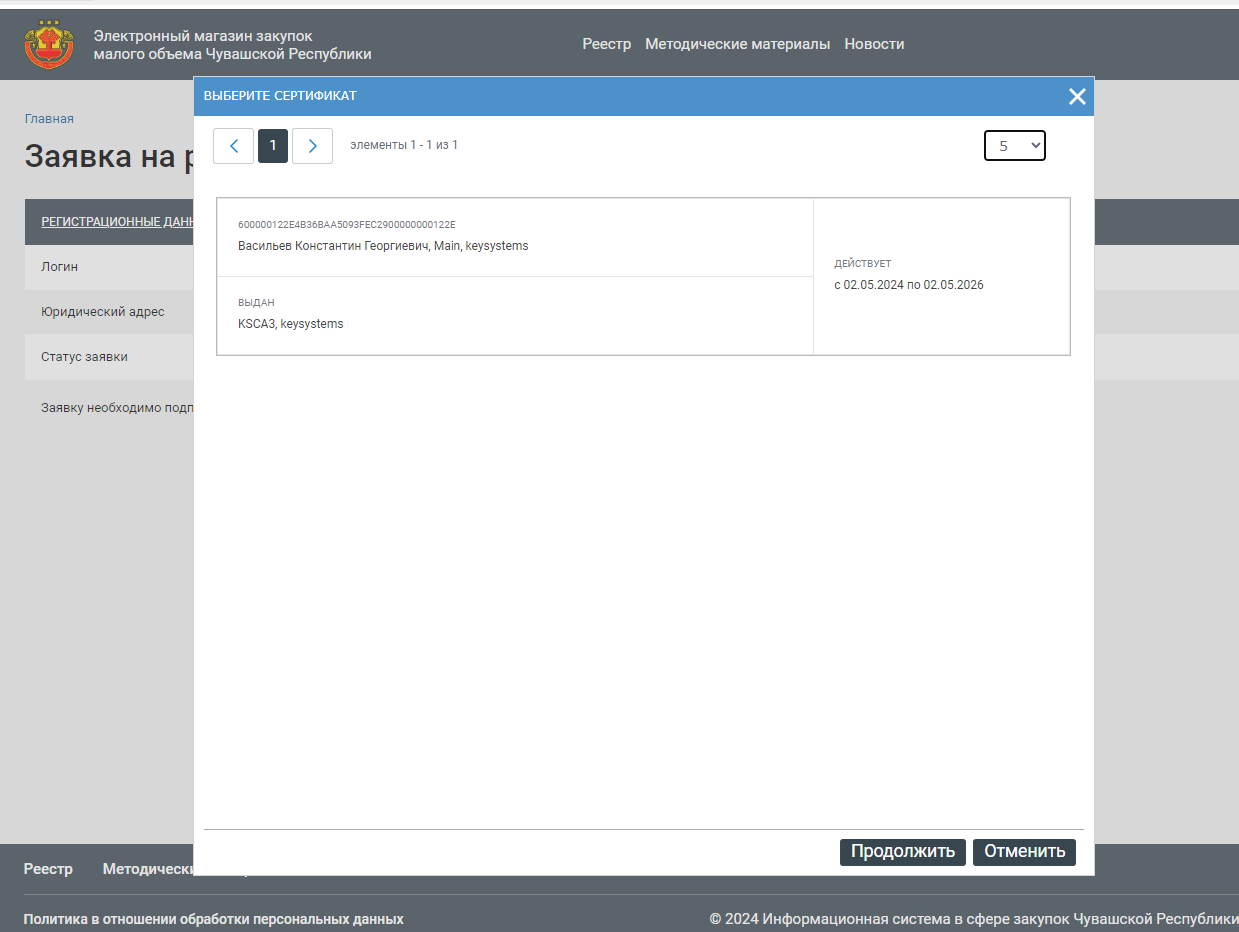 Электронный магазин закупок
малого объема Чувашской Республики
Реестр Методические материалы Новости
Главная
Заявка на р
ВЫБЕРИТЕ СЕРТИФИКАТ
1
элементы 1 - 1 из 1
5
РЕГИСТРАЦИОННЫЕ ДАНН
Логин
Юридический адрес
Статус заявки
Заявку необходимо подп
600000122E4B36BAA5093FEC2900000000122E
Васильев Константин Георгиевич, Main, keysystems
ВЫДАН
KSCA3, keysystems
ДЕЙСТВУЕТ
с 02.05.2024 по 02.05.2026
Продолжить Отменить
Реестр Методически
Политика в отношении обработки персональных данных
© 2024 Информационная система в сфере закупок Чувашской Республики